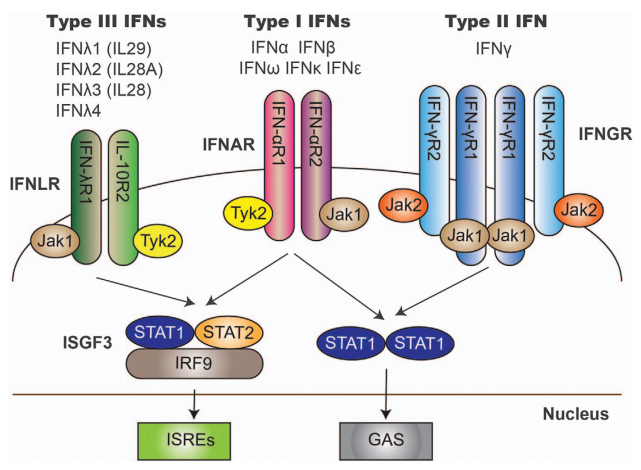 Type III IFNs
IFNλ1 (IL29)
IFNλ2 (IL28A)
IFNλ3 (IL28)
IFNλ4
Type I IFNs
IFNα IFNβ
IFNω IFNκ IFNε
Type II IFN
IFNγ
IFNLR
IFN-λR1
IL-10R2
Jak1
Tyk2
IFNAR
IFN-αR1
IFN-αR2
Tyk2
Jak1
IFNGR
IFN-γR2
IFN-γR1
IFN-γR1
IFN-γR2
Jak2
Jak1
Jak1
Jak2
ISGF3
STAT1
STAT2
IRF9
STAT1
STAT1
Nucleus
ISREs
GAS